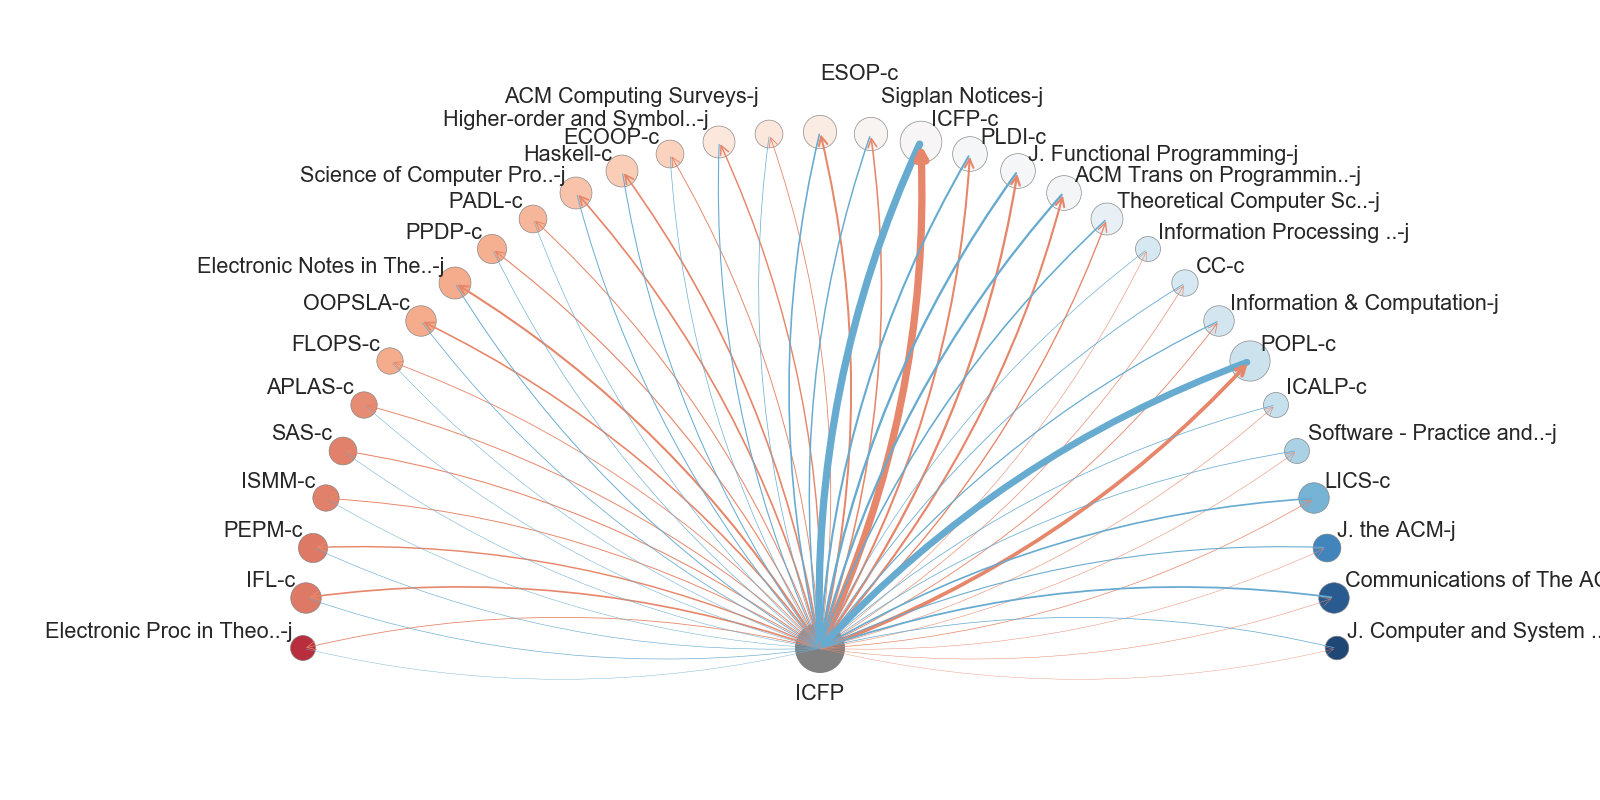 ESOP-c
ACM Computing Surveys-j
Sigplan Notices-j
Higher-order and Symbol..-j
ICFP-c
ECOOP-c
PLDI-c
Haskell-c
J. Functional Programming-j
Science of Computer Pro..-j
ACM Trans on Programmin..-j
PADL-c
Theoretical Computer Sc..-j
PPDP-c
Information Processing ..-j
Electronic Notes in The..-j
CC-c
OOPSLA-c
Information & Computation-j
FLOPS-c
POPL-c
APLAS-c
ICALP-c
SAS-c
Software - Practice and..-j
ISMM-c
LICS-c
PEPM-c
J. the ACM-j
IFL-c
Communications of The AC
Electronic Proc in Theo..-j
J. Computer and System ..
ICFP